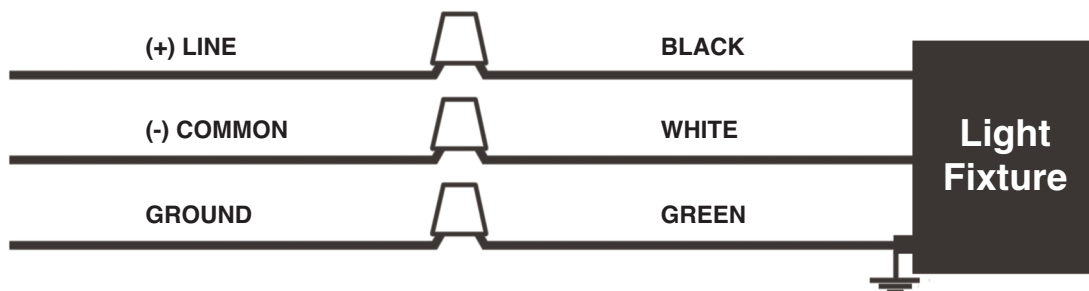 (+) LINE
BLACK
(-) COMMON
WHITE
GROUND
GREEN
Light
Fixture